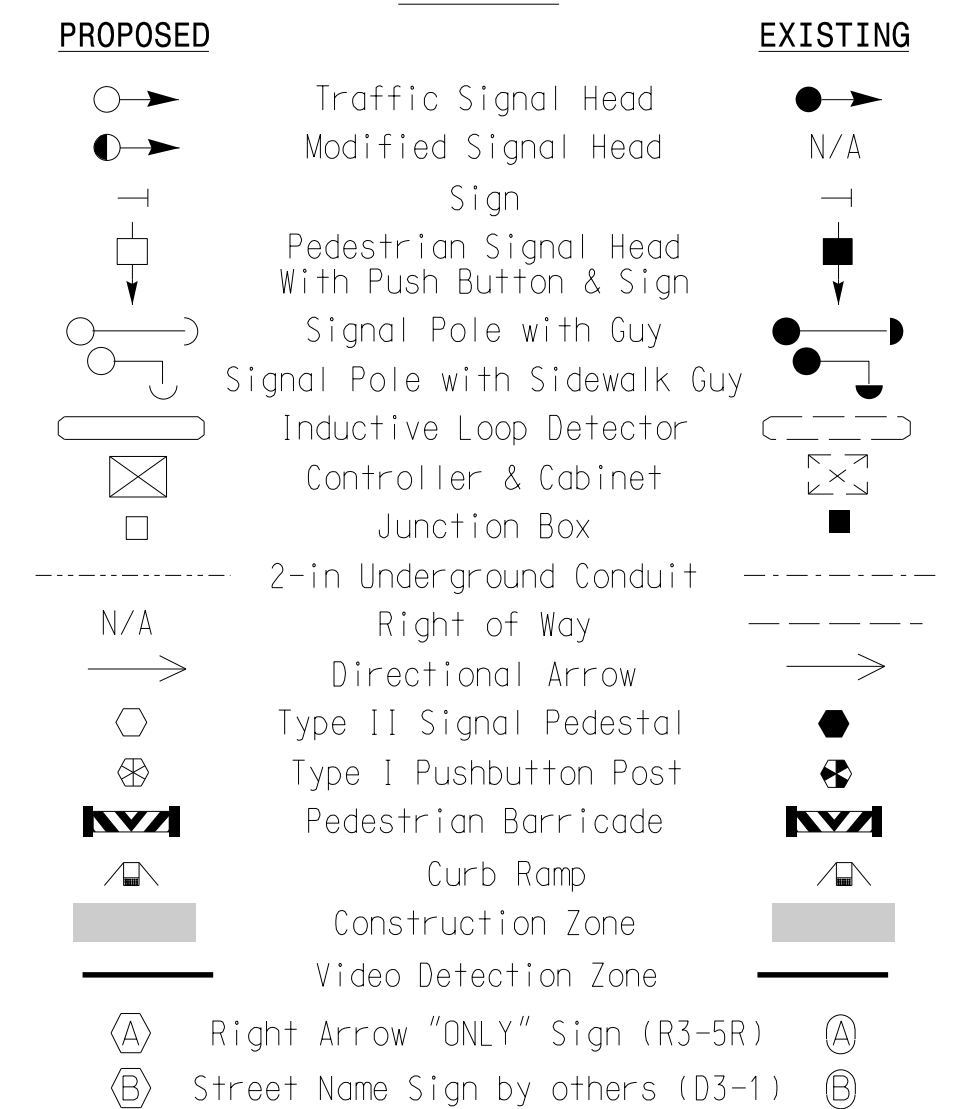 PROPOSED EXISTING
Traffic Signal Head
Modified Signal Head N/A
Sign
Pedestrian Signal Head
With Push Button & Sign
Signal Pole with Guy
Signal Pole with Sidewalk Guy
Inductive Loop Detector
Controller & Cabinet
Junction Box
2-in Underground Conduit
N/A Right of Way
Directional Arrow
Type II Signal Pedestal
Type I Pushbutton Post
Pedestrian Barricade
Curb Ramp
Construction Zone
Video Detection Zone
A Right Arrow "ONLY" Sign (R3-5R) A
B Street Name Sign by others (D3-1) B